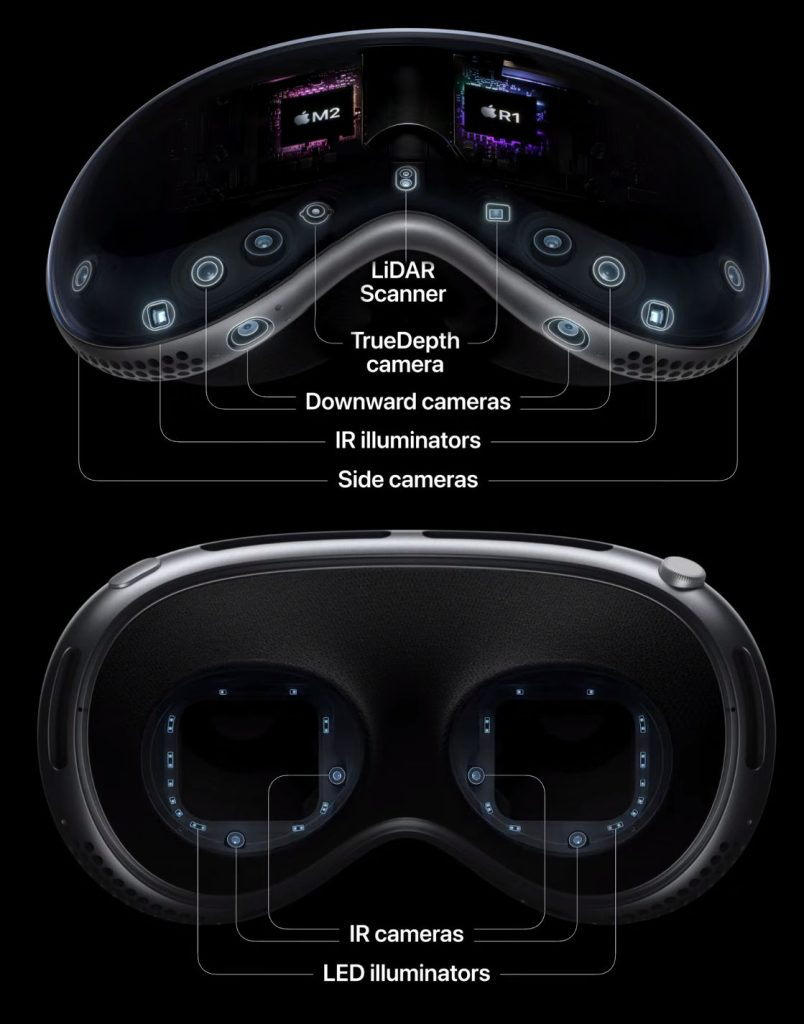 M2
R1
LiDAR
Scanner
TrueDepth
camera
Downward cameras
IR illuminators
Side cameras
IR cameras
LED illuminators